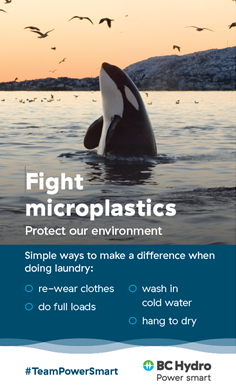 Fight
microplastics
Protect our environment
Simple ways to make a difference when
doing laundry:
re-wear clothes
do full loads
wash in
cold water
hang to dry
#TeamPowerSmart
BC Hydro
Power smart